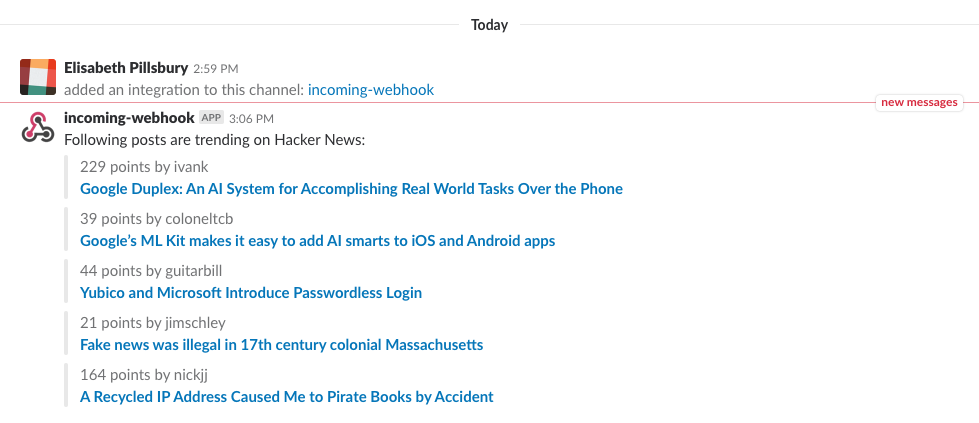 Today
Elisabeth Pillsbury 2:59 PM
added an integration to this channel: incoming-webhook
new messages
incoming-webhook APP 3:06 PM
Following posts are trending on Hacker News:
229 points by ivank
Google Duplex: An AI System for Accomplishing Real World Tasks Over the Phone
39 points by coloneltcb
Google’s ML Kit makes it easy to add AI smarts to iOS and Android apps
44 points by guitarbill
Yubico and Microsoft Introduce Passwordless Login
21 points by jimschley
Fake news was illegal in 17th century colonial Massachusetts
164 points by nickjj
A Recycled IP Address Caused Me to Pirate Books by Accident